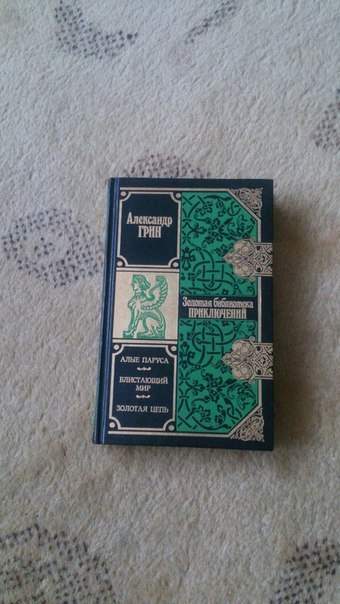 Александр
ГРИН
Золотая библиотека
ПРИКЛЮЧЕНИЙ
АЛЫЕ ПАРУСА
БЛИСТАЮЩИЙ
МИР
ЗОЛОТАЯ ЦЕПЬ